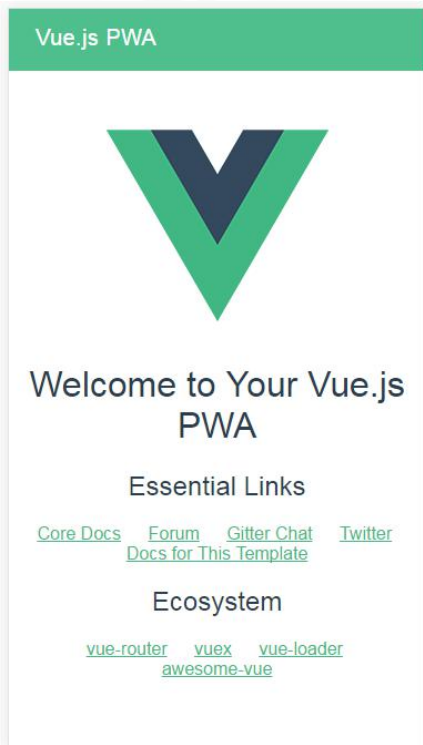 Vue.js PWA
Welcome to Your Vue.js
PWA
Essential Links
Core Docs Forum Gitter Chat Twitter
Docs for This Template
Ecosystem
vue-router vuex vue-loader
awesome-vue